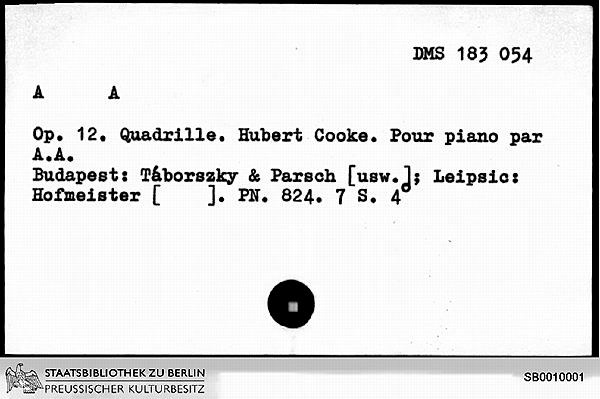 DMS 183 054
A A
Op. 12. Quadrille. Hubert Cooke. Pour piano par
A.A.
Budapest: Táborszky & Parsch [usw.]; Leipsic:
Hofmeister [ ]. PN. 824. 7 S. 4°
STAATSBIBLIOTHEK ZU BERLIN
PREUSSISCHER KULTURBESITZ
SB0010001